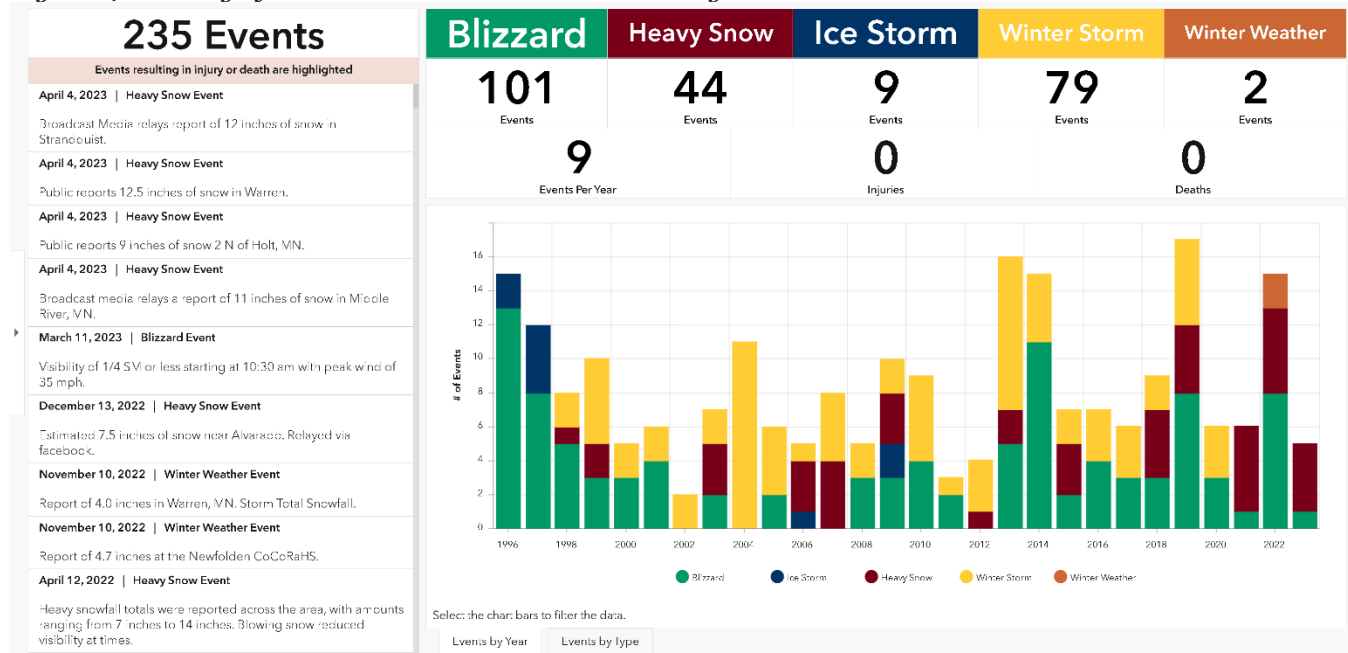 235 Events
Events resulting in injury or death are highlighted
April 4, 2023 | Heavy Snow Event
Broadcast Media relays report of 12 inches of snow in
Strandquist.
April 4, 2023 | Heavy Snow Event
Public reports 12.5 inches of snow in Warren.
April 4, 2023 | Heavy Snow Event
Public reports 9 inches of snow 2 N of Holt, MN.
April 4, 2023 | Heavy Snow Event
Broadcast media relays a report of 11 inches of snow in Middle
River, MN.
March 11, 2023 | Blizzard Event
Visibility of 1/4 SM or less starting at 10:30 am with peak wind of
35 mph.
December 13, 2022 | Heavy Snow Event
Estimated 7.5 inches of snow near Alvarado. Relayed via
facebook.
November 10, 2022 | Winter Weather Event
Report of 4.0 inches in Warren, MN. Storm Total Snowfall.
November 10, 2022 | Winter Weather Event
Report of 4.7 inches at the Newfolden CoCoRaHS.
April 12, 2022 | Heavy Snow Event
Heavy snowfall totals were reported across the area, with amounts
ranging from 7 inches to 14 inches. Blowing snow reduced
visibility at times.
Blizzard Heavy Snow Ice Storm Winter Storm Winter Weather
101 44 9 79 2
Events Events Events Events Events
9 0 0
Events Per Year Injuries Deaths
# of Events
16
14
12
10
8
6
4
2
0
1996 1998 2000 2002 2004 2006 2008 2010 2012 2014 2016 2018 2020 2022
Blizzard Ice Storm Heavy Snow Winter Storm Winter Weather
Select the chart bars to filter the data.
Events by Year Events by Type